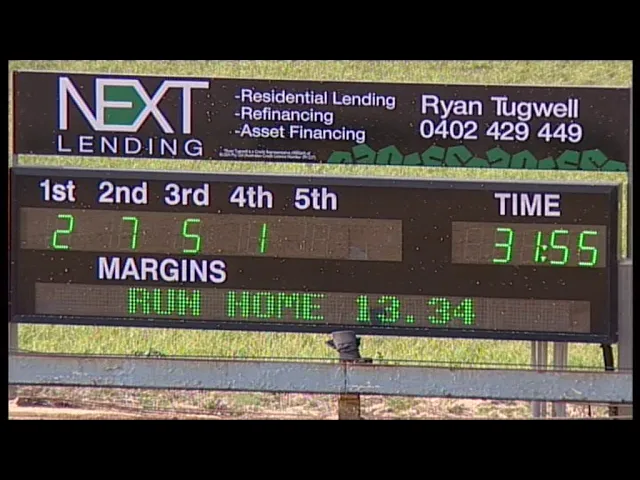 NEXT
LENDING
-Residential Lending
-Refinancing
-Asset Financing
Ryan Tugwell
0402 429 449
1st 2nd 3rd 4th 5th TIME
2 7 5 1 31:55
MARGINS
RUN HOME 13.34